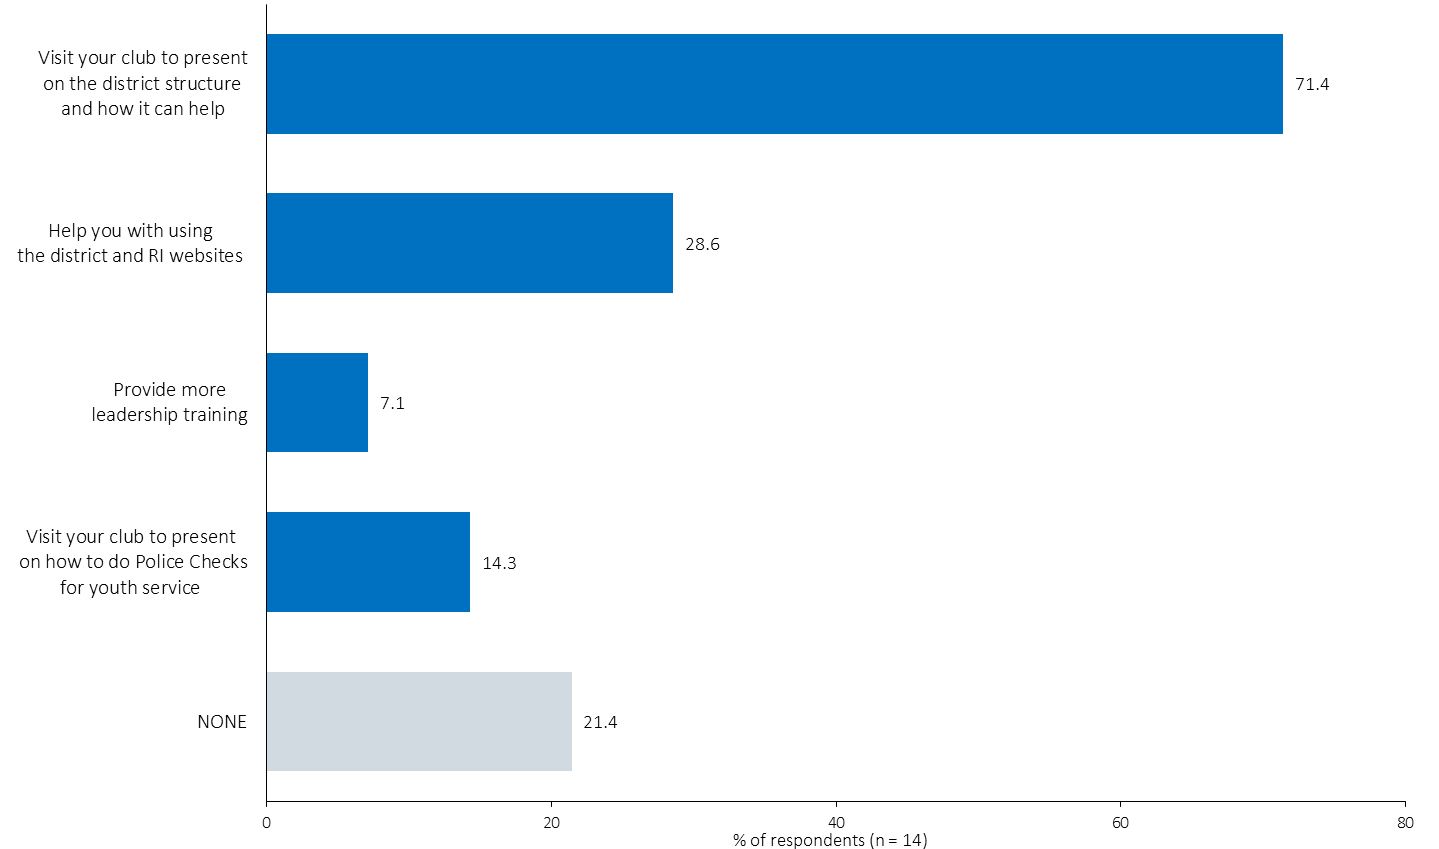 Visit your club to present
on the district structure
and how it can help
71.4
Help you with using
the district and RI websites
28.6
Provide more
leadership training
7.1
Visit your club to present
on how to do Police Checks
for youth service
14.3
NONE
21.4
0
20
40
60
80
% of respondents (n = 14)